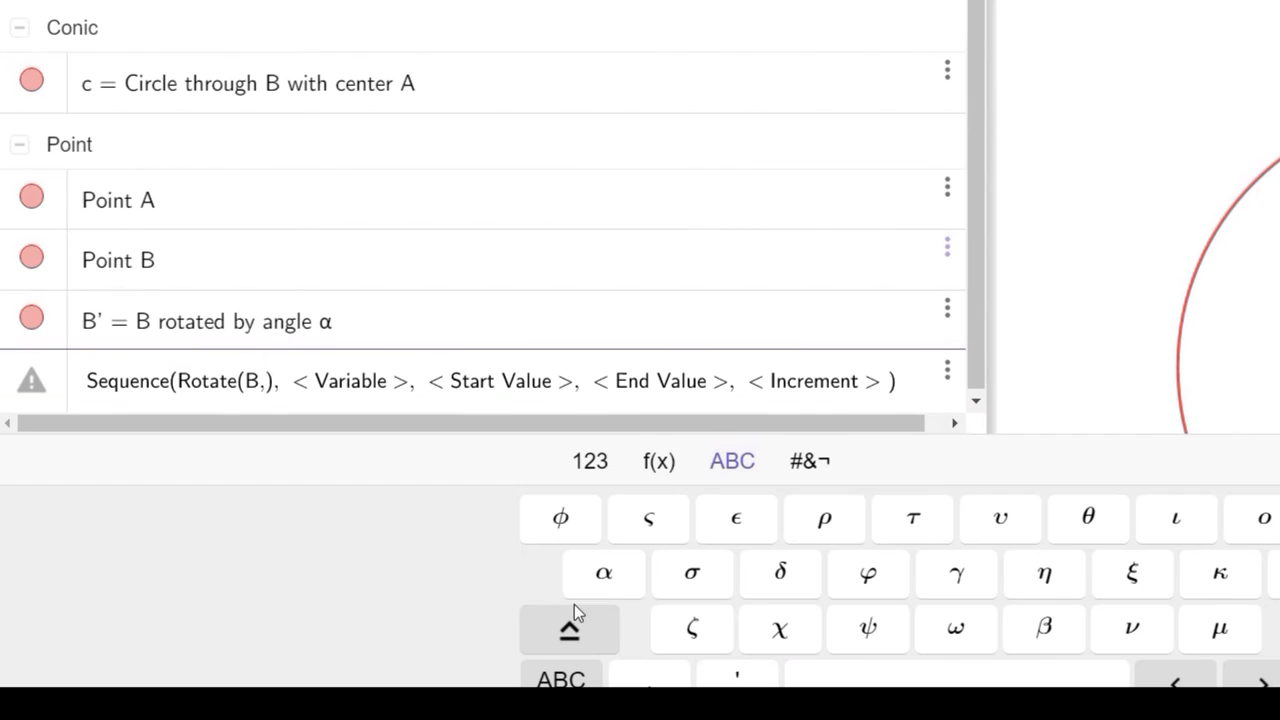 Conic
c = Circle through B with center A
Point
Point A
Point B
B' = B rotated by angle α
Sequence(Rotate(B,), < Variable >, < Start Value >, < End Value >, < Increment > )
123 f(x) ABC #&¬
ϕ ς ϵ ρ τ υ θ ι ο
α σ δ φ γ η ξ κ
ζ χ ψ ω β ν μ
ABC , '